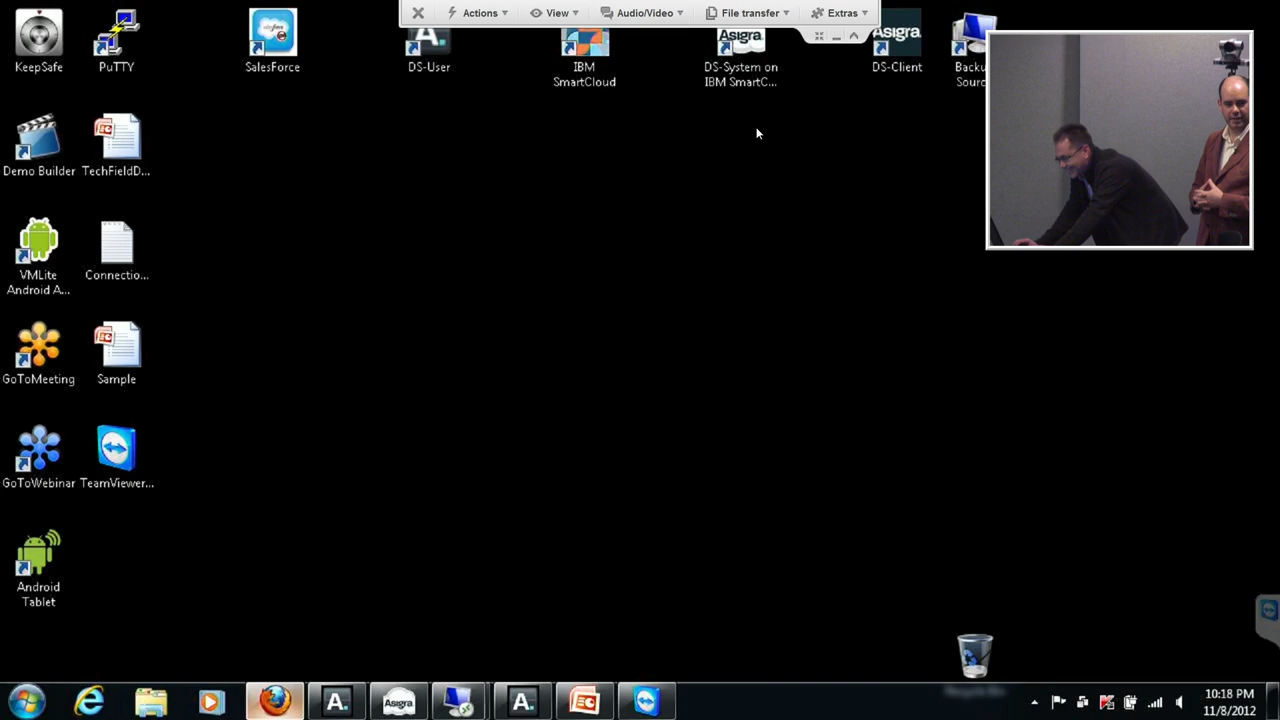 Actions
View
Audio/Video
File transfer
Extras
KeepSafe
PuTTY
SalesForce
A.
DS-User
IBM
SmartCloud
Asigra
DS-System on
IBM SmartC...
Asigra
DS-Client
Backu
Sourc
Demo Builder
TechFieldD...
VMLite
Android A...
Connectio...
GoToMeeting
Sample
GoToWebinar
TeamViewer...
Android
Tablet
A.
Asigra
A.
10:18 PM
11/8/2012